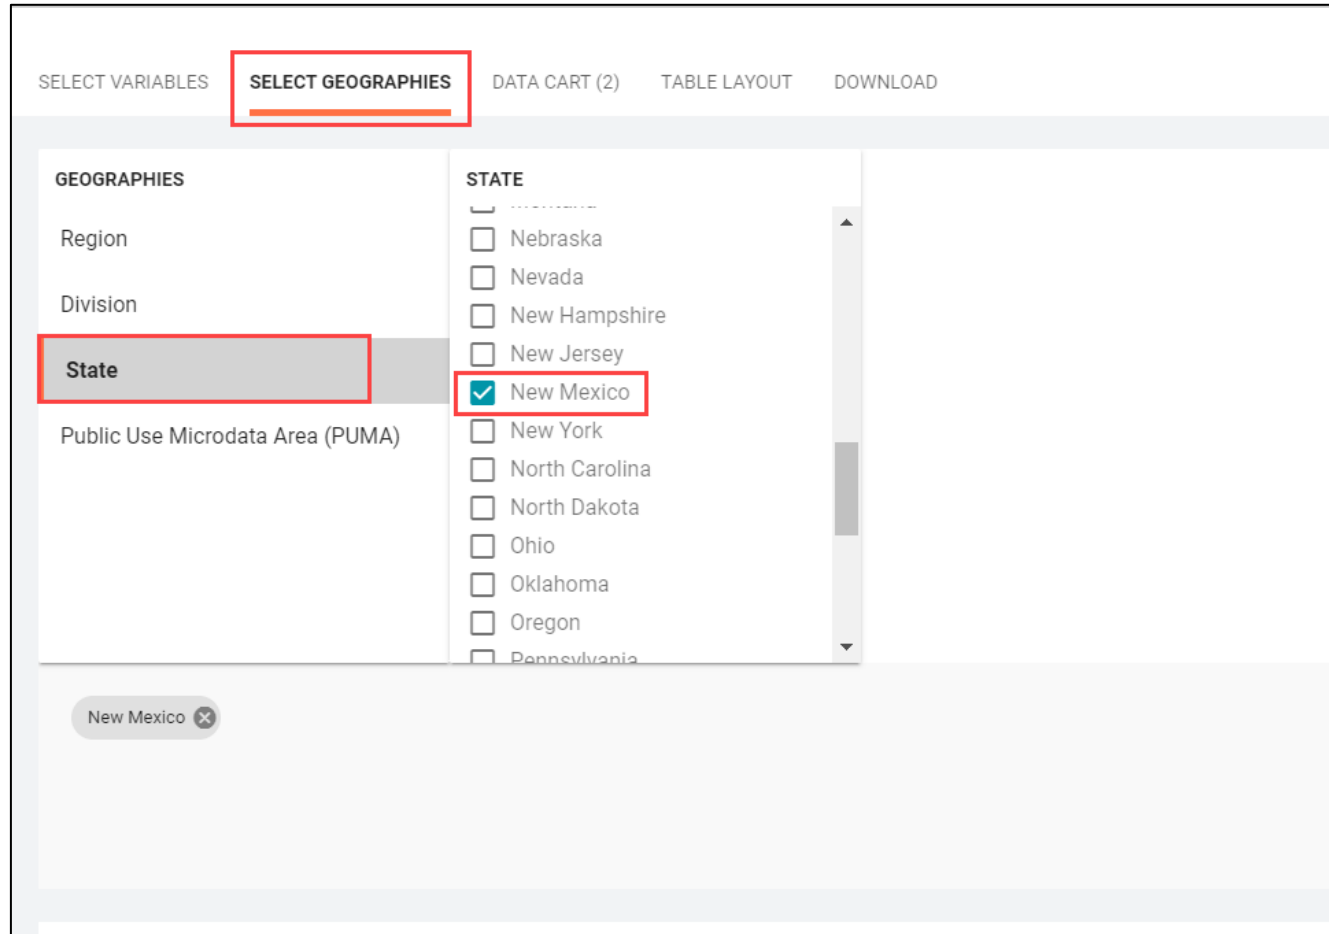 SELECT VARIABLES SELECT GEOGRAPHIES DATA CART (2) TABLE LAYOUT DOWNLOAD
GEOGRAPHIES
Region
Division
State
Public Use Microdata Area (PUMA)
STATE
Nebraska
Nevada
New Hampshire
New Jersey
New Mexico
New York
North Carolina
North Dakota
Ohio
Oklahoma
Oregon
Pennsylvania
New Mexico